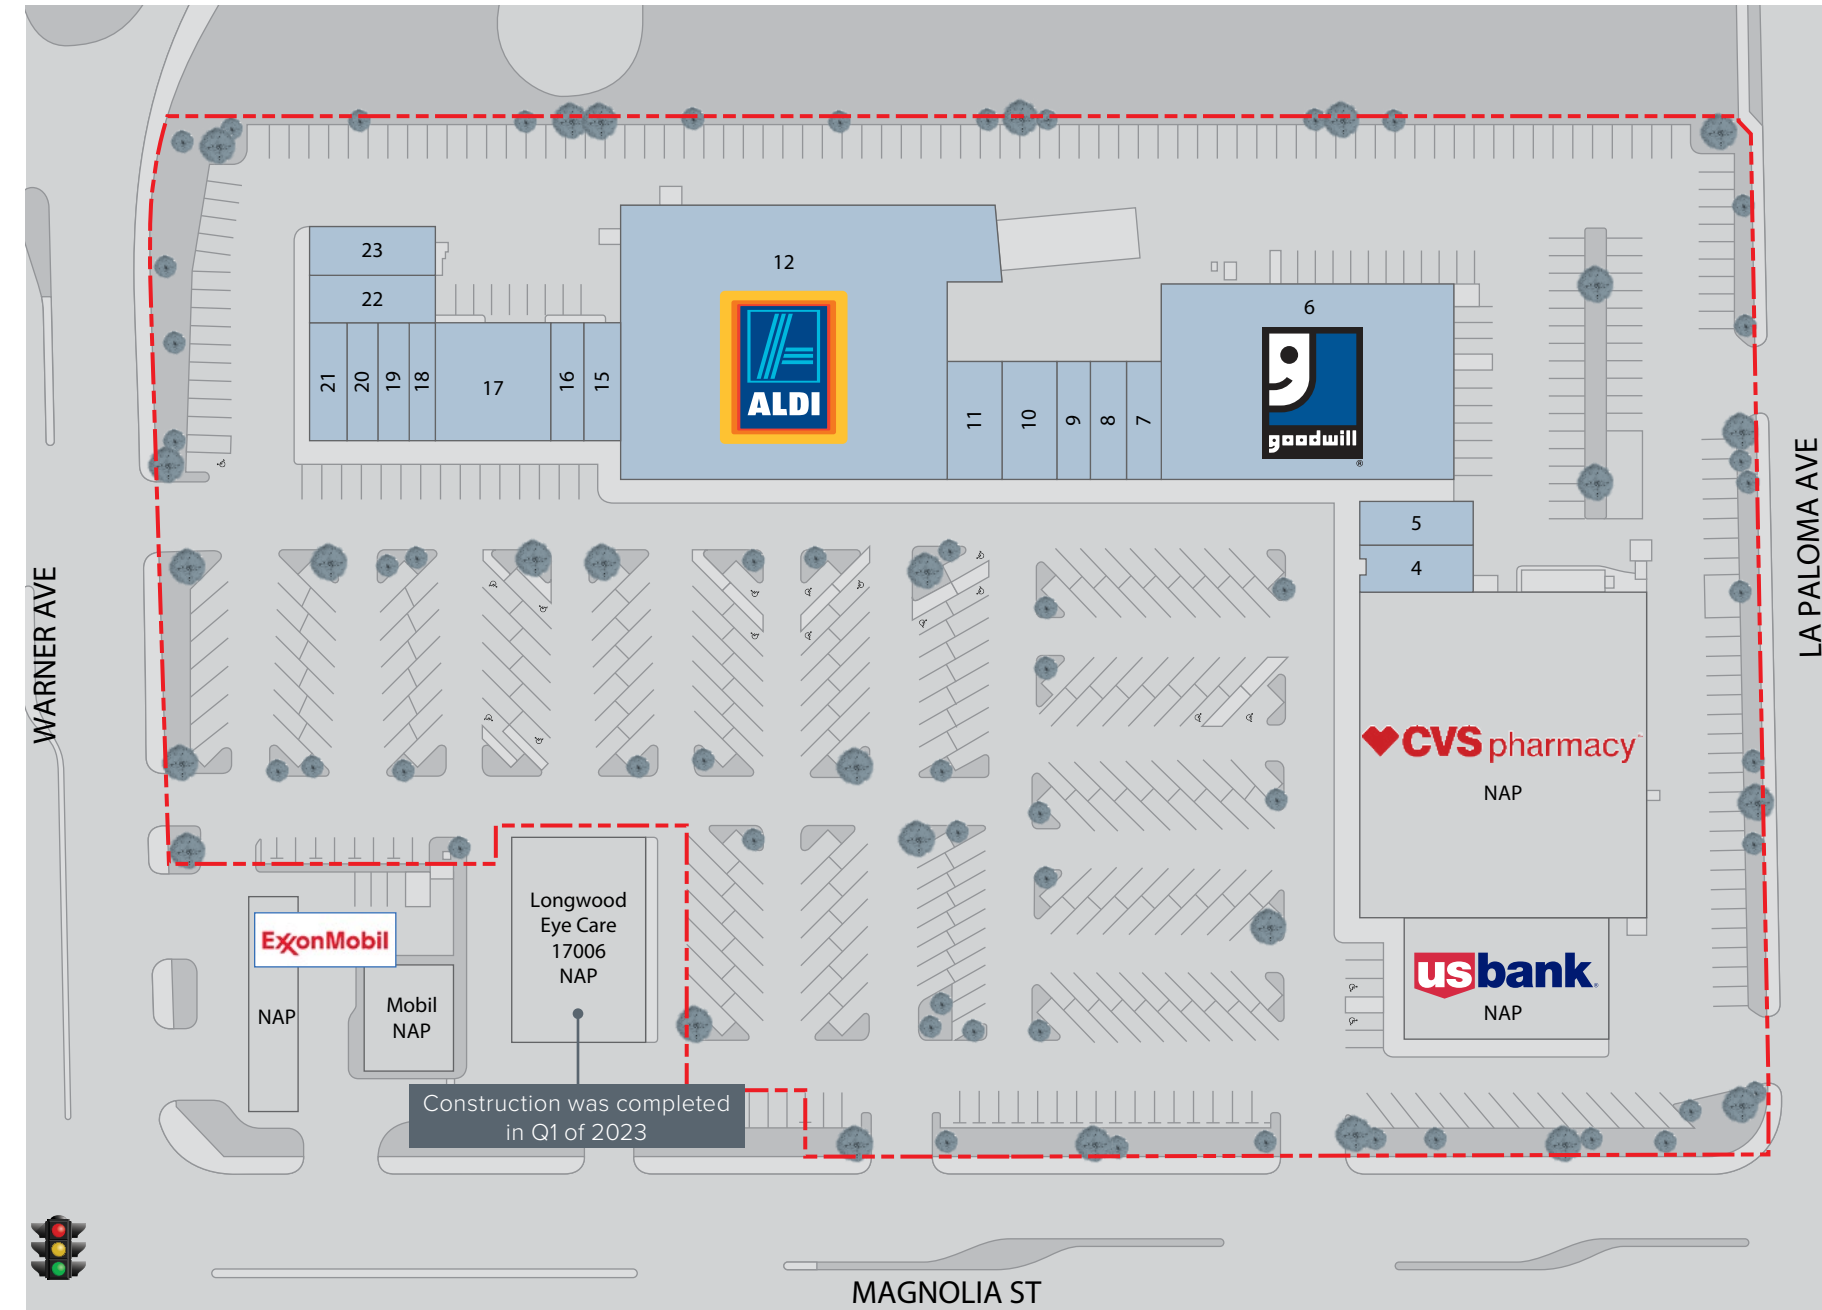 23
22
21
20
19
18
17
16
15
12
ALDI
11
10
9
8
7
6
goodwill
®
5
4
CVS pharmacy
NAP
usbank
NAP
ExxonMobil
NAP
Mobil
NAP
Longwood
Eye Care
17006
NAP
Construction was completed
in Q1 of 2023
WARNER AVE
LA PALOMA AVE
MAGNOLIA ST